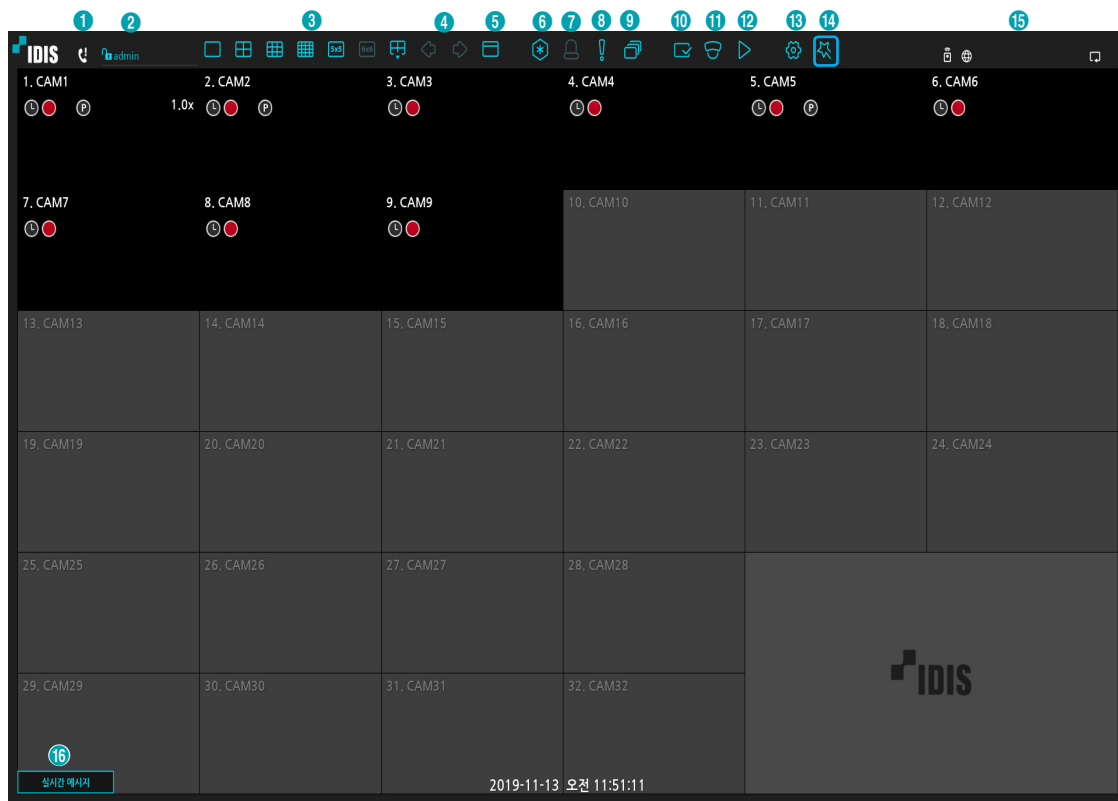 1 2 3 4 5 6 7 8 9 10 11 12 13 14 15
IDIS admin 5x5 6x6
1. CAM1 2. CAM2 3. CAM3 4. CAM4 5. CAM5 6. CAM6
P 1.0x P P
7. CAM7 8. CAM8 9. CAM9 10. CAM10 11. CAM11 12. CAM12
13. CAM13 14. CAM14 15. CAM15 16. CAM16 17. CAM17 18. CAM18
19. CAM19 20. CAM20 21. CAM21 22. CAM22 23. CAM23 24. CAM24
25. CAM25 26. CAM26 27. CAM27 28. CAM28
IDIS
29. CAM29 30. CAM30 31. CAM31 32. CAM32
16
실시간 메시지 2019-11-13 오전 11:51:11